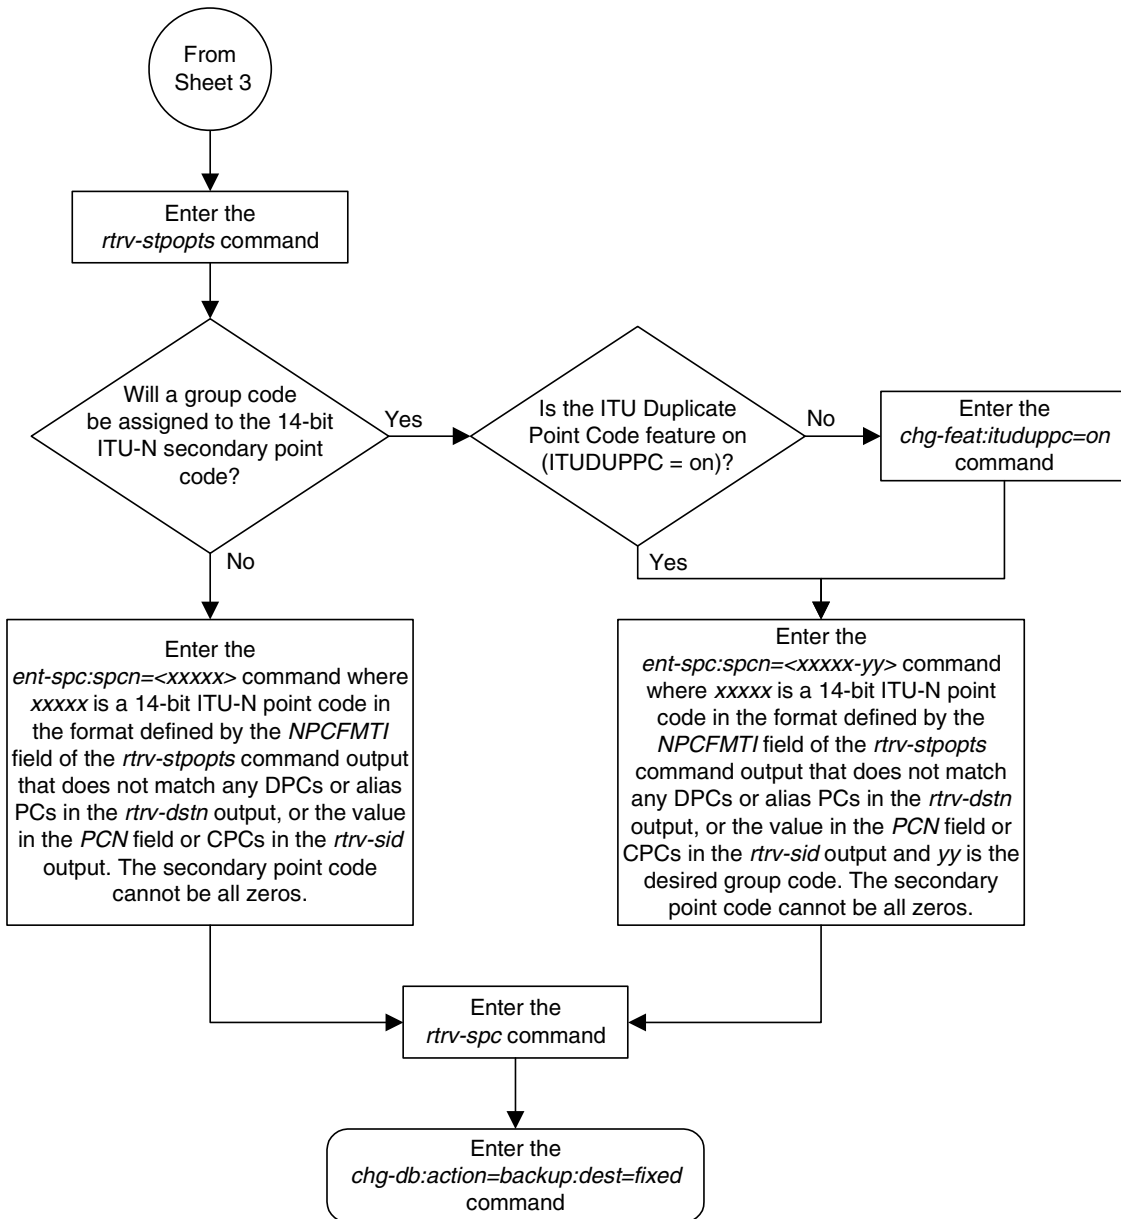 From
Sheet 3
Enter the
rtrv-stpopts command
Will a group code
be assigned to the 14-bit
ITU-N secondary point
code?
Yes
Is the ITU Duplicate
Point Code feature on
(ITUDUPPC = on)?
No
Enter the
chg-feat:ituduppc=on
command
No
Yes
Enter the
ent-spc:spcn=<xxxxx> command where
xxxxx is a 14-bit ITU-N point code in
the format defined by the NPCFMTI
field of the rtrv-stpopts command output
that does not match any DPCs or alias
PCs in the rtrv-dstn output, or the value
in the PCN field or CPCs in the rtrv-sid
output. The secondary point code
cannot be all zeros.
Enter the
ent-spc:spcn=<xxxxx-yy> command
where xxxxx is a 14-bit ITU-N point
code in the format defined by the
NPCFMTI field of the rtrv-stpopts
command output that does not match
any DPCs or alias PCs in the rtrv-dstn
output, or the value in the PCN field or
CPCs in the rtrv-sid output and yy is the
desired group code. The secondary
point code cannot be all zeros.
Enter the
rtrv-spc command
Enter the
chg-db:action=backup:dest=fixed
command